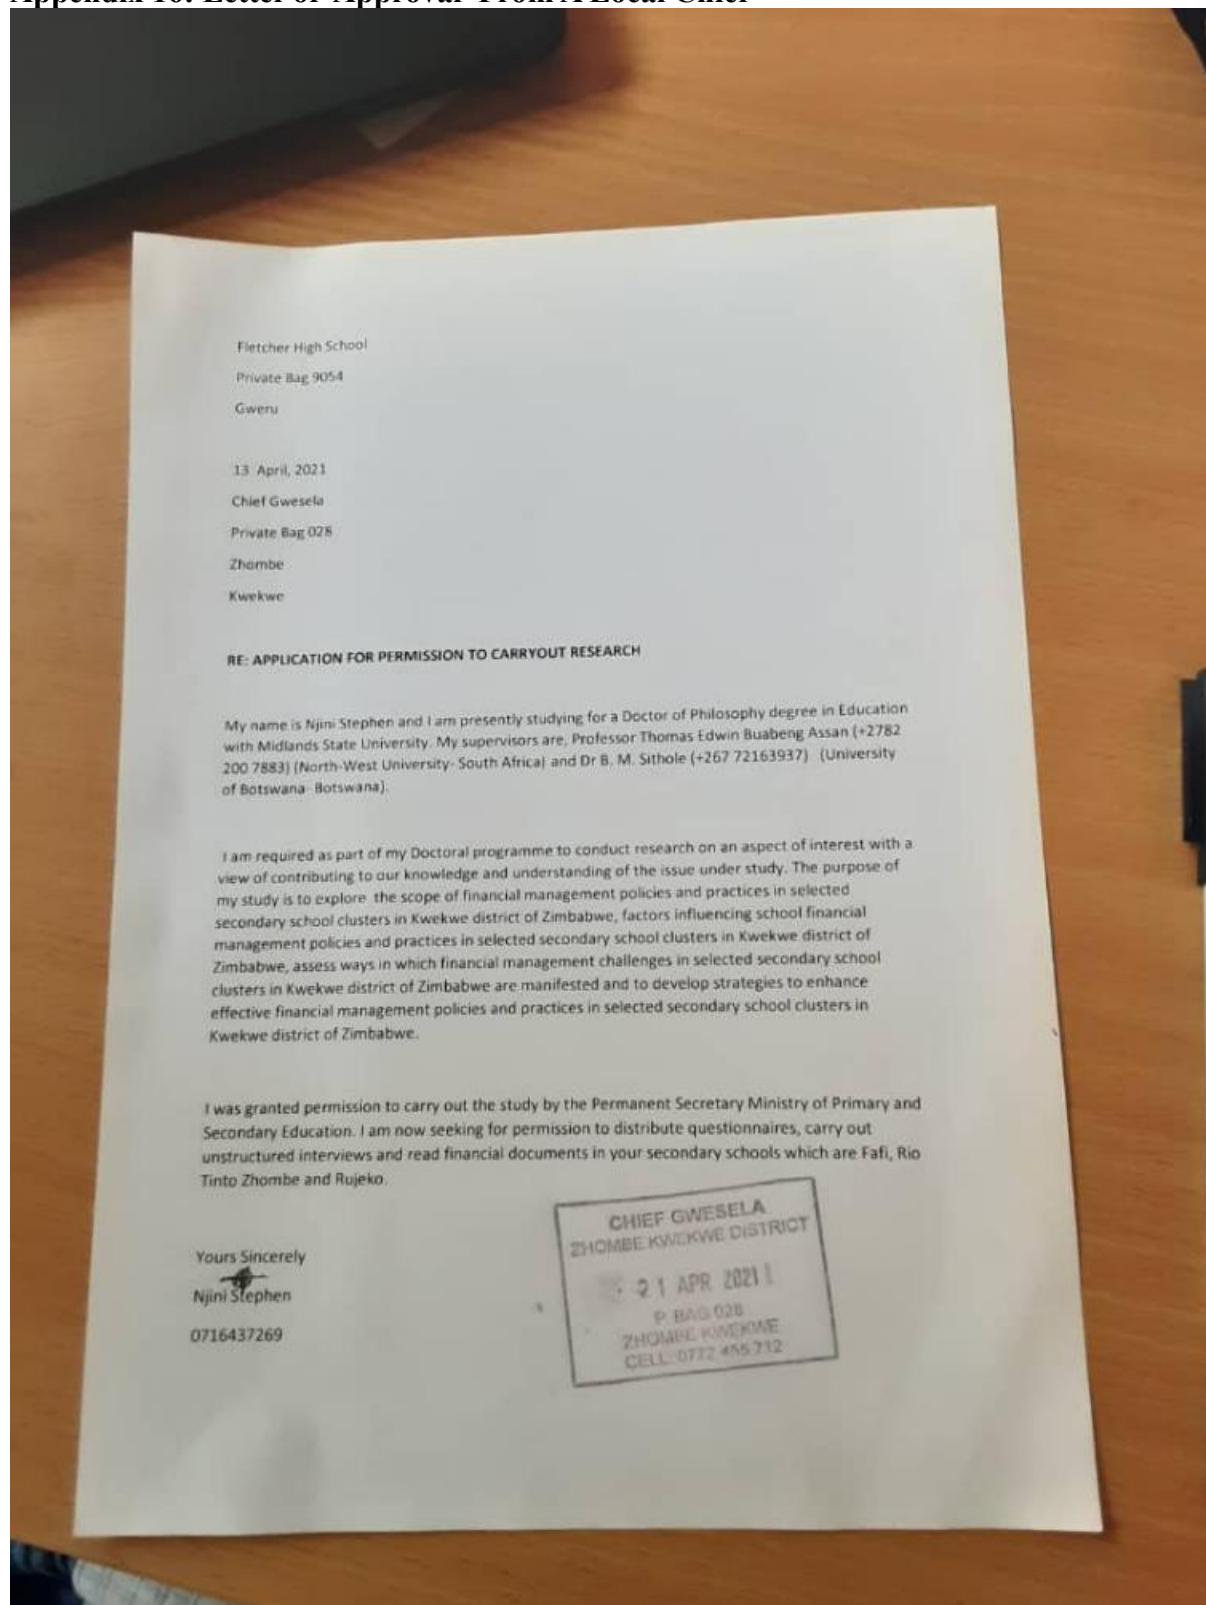 Appendix 16: Letter of Approval From A Local Chief
Fletcher High School
Private Bag 9054
Gweru
13 April, 2021
Chief Gwesela
Private Bag 028
Zhombe
Kwekwe
RE: APPLICATION FOR PERMISSION TO CARRYOUT RESEARCH
My name is Njini Stephen and I am presently studying for a Doctor of Philosophy degree in Education
with Midlands State University. My supervisors are, Professor Thomas Edwin Buabeng Assan (+2782
200 7883) (North-West University- South Africa) and Dr B. M. Sithole (+267 72163937) (University
of Botswana- Botswana).
I am required as part of my Doctoral programme to conduct research on an aspect of interest with a
view of contributing to our knowledge and understanding of the issue under study. The purpose of
my study is to explore the scope of financial management policies and practices in selected
secondary school clusters in Kwekwe district of Zimbabwe, factors influencing school financial
management policies and practices in selected secondary school clusters in Kwekwe district of
Zimbabwe, assess ways in which financial management challenges in selected secondary school
clusters in Kwekwe district of Zimbabwe are manifested and to develop strategies to enhance
effective financial management policies and practices in selected secondary school clusters in
Kwekwe district of Zimbabwe.
I was granted permission to carry out the study by the Permanent Secretary Ministry of Primary and
Secondary Education. I am now seeking for permission to distribute questionnaires, carry out
unstructured interviews and read financial documents in your secondary schools which are Fafi, Rio
Tinto Zhombe and Rujeko.
Yours Sincerely
Njini Stephen
0716437269
CHIEF GWESELA
ZHOMBE KWEKWE DISTRICT
21 APR 2021
P. BAG 028
ZHOMBE KWEKWE
CELL: 0772 455 712